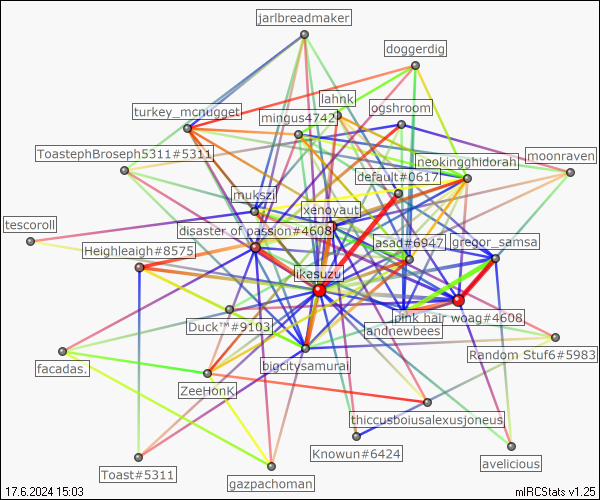 jarlbreadmaker
doggerdig
lahnk
turkey_mcnugget
ogshroom
mingus4742
ToastephBroseph5311#5311
neokingghidorah
moonraven
default#0617
mukszi
xenoyaut
tescoroll
disaster of passion#4608
asad#6947
gregor_samsa
Heighleaigh#8575
ikasuzu
pink hair woag#4608
Duck™#9103
andnewbees
Random Stuf6#5983
facadas.
bigcitysamurai
ZeeHonK
thiccusboiusalexusjoneus
Knowun#6424
avelicious
Toast#5311
gazpachoman
17.6.2024 15:03
mIRCStats v1.25